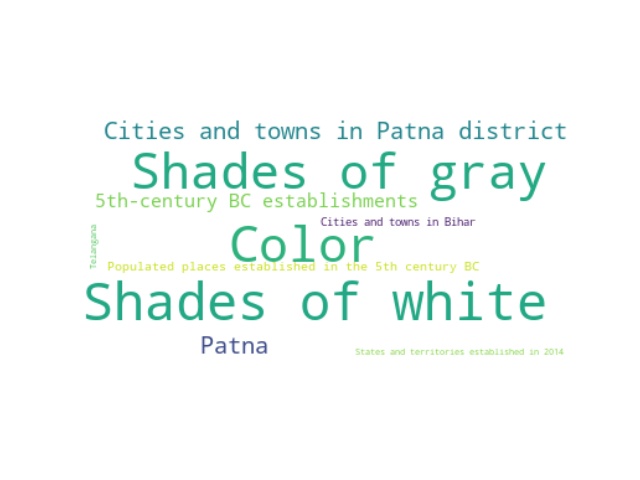 Cities and towns in Patna district
Shades of gray
5th-century BC establishments
Cities and towns in Bihar
Telangana
Color
Populated places established in the 5th century BC
Shades of white
Patna
States and territories established in 2014